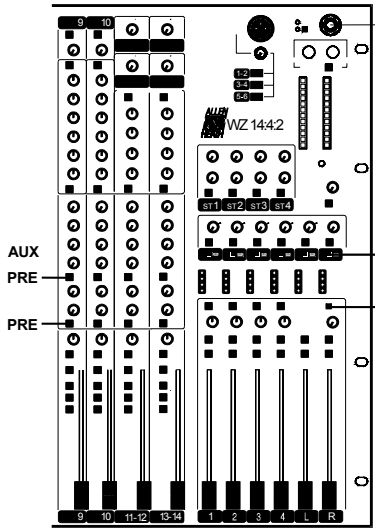 9 10
1-2
3-4
5-6
ALLEN
HEATH
WZ 14:4:2
ST1 ST2 ST3 ST4
AUX
PRE
PRE
9 10 11-12 13-14 1 2 3 4 L R